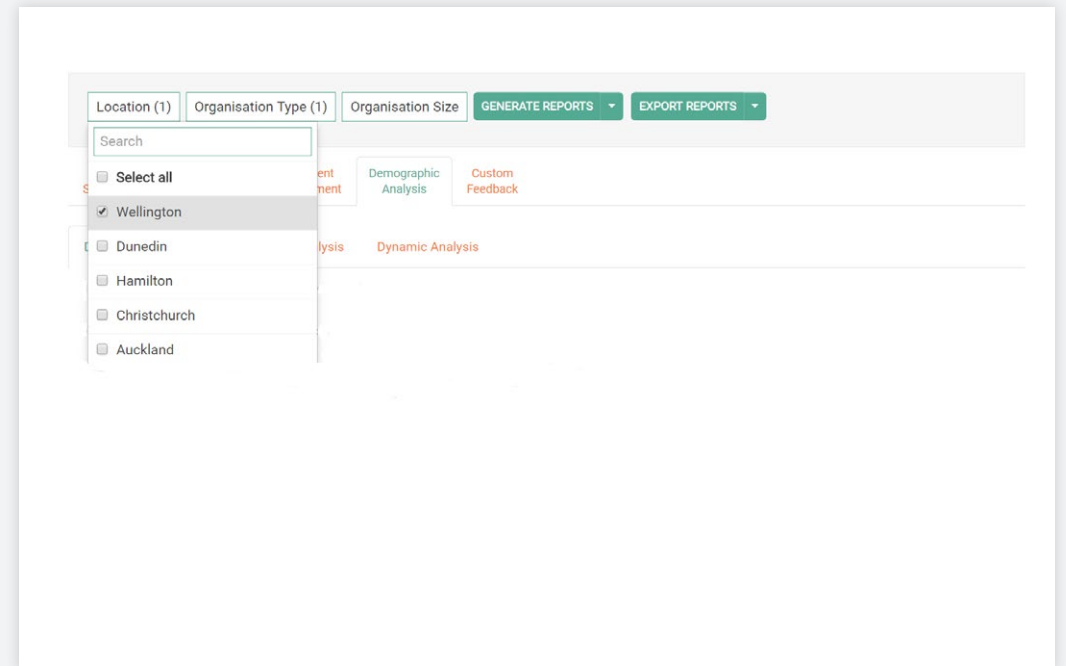 Location (1) Organisation Type (1) Organisation Size GENERATE REPORTS EXPORT REPORTS
Search
Select all
Wellington
Dunedin
Hamilton
Christchurch
Auckland
Demographic
Analysis
Custom
Feedback
Dynamic Analysis